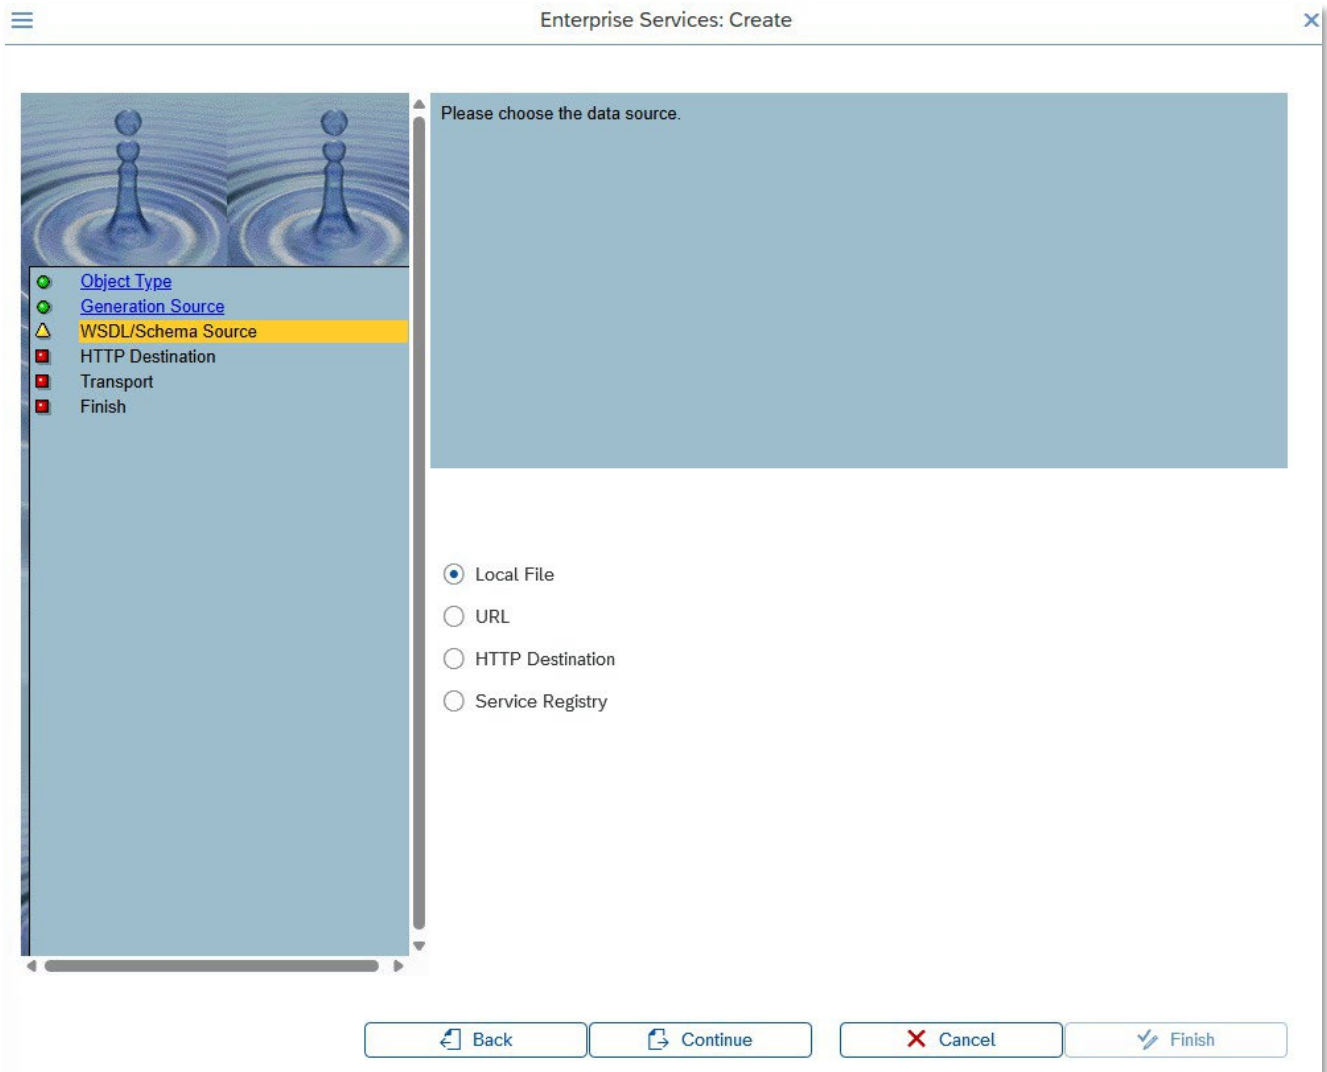 Enterprise Services: Create
Please choose the data source.
Object Type
Generation Source
WSDL/Schema Source
HTTP Destination
Transport
Finish
Local File
URL
HTTP Destination
Service Registry
Back Continue Cancel Finish